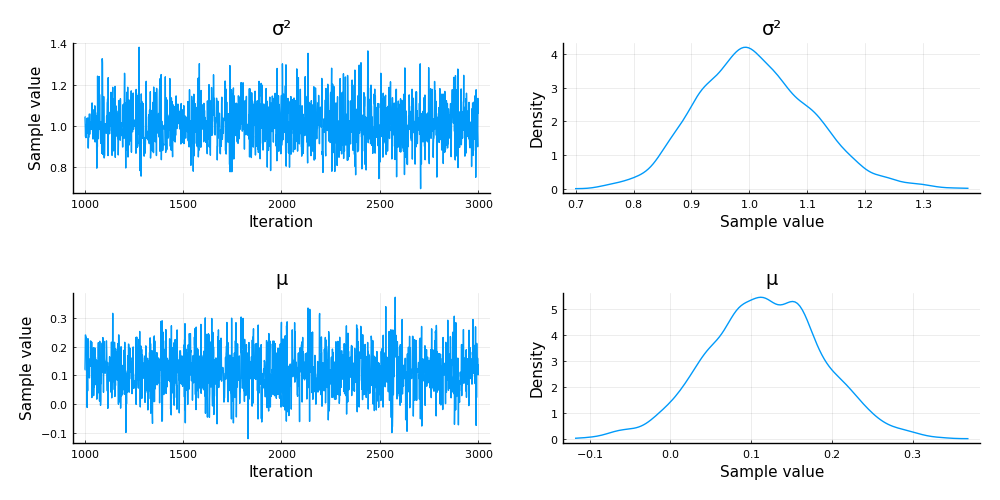 σ²
1.4
1.2
1.0
0.8
Sample value
1000 1500 2000 2500 3000
Iteration
σ²
4
3
2
1
0
Density
0.7 0.8 0.9 1.0 1.1 1.2 1.3
Sample value
μ
0.3
0.2
0.1
0.0
−0.1
Sample value
1000 1500 2000 2500 3000
Iteration
μ
5
4
3
2
1
0
Density
−0.1 0.0 0.1 0.2 0.3
Sample value